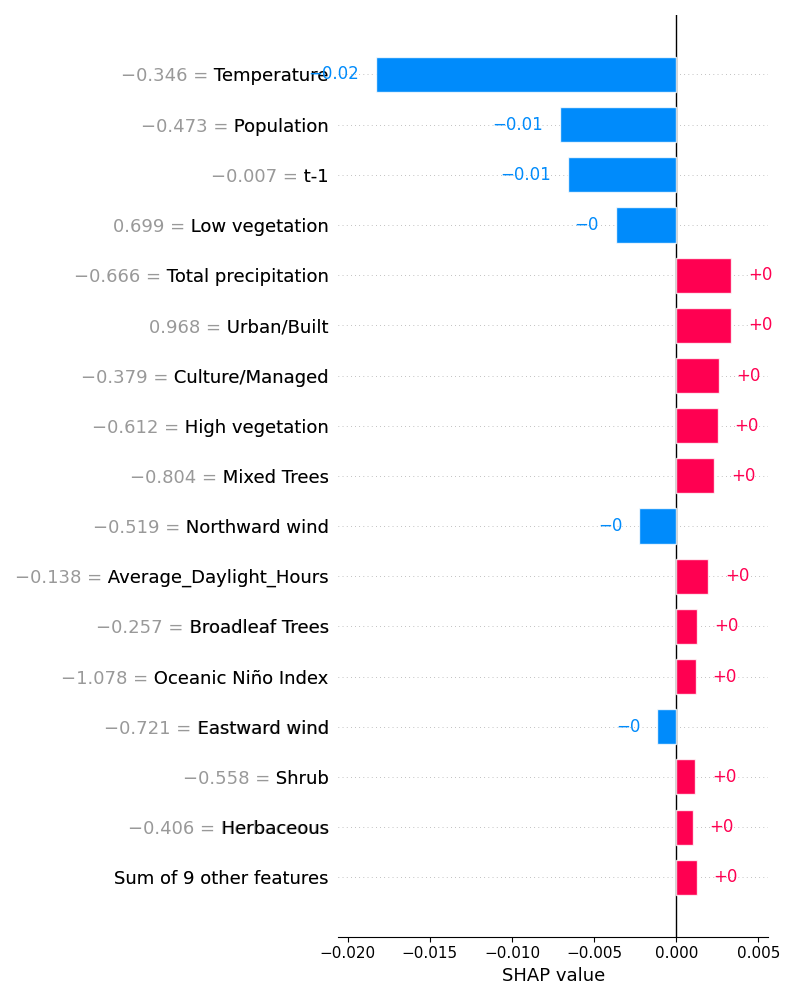 −0.346 = Temperature −0.02
−0.473 = Population −0.01
−0.007 = t-1 −0.01
0.699 = Low vegetation −0
−0.666 = Total precipitation +0
0.968 = Urban/Built +0
−0.379 = Culture/Managed +0
−0.612 = High vegetation +0
−0.804 = Mixed Trees +0
−0.519 = Northward wind −0
−0.138 = Average_Daylight_Hours +0
−0.257 = Broadleaf Trees +0
−1.078 = Oceanic Niño Index +0
−0.721 = Eastward wind −0
−0.558 = Shrub +0
−0.406 = Herbaceous +0
Sum of 9 other features +0
−0.020 −0.015 −0.010 −0.005 0.000 0.005
SHAP value